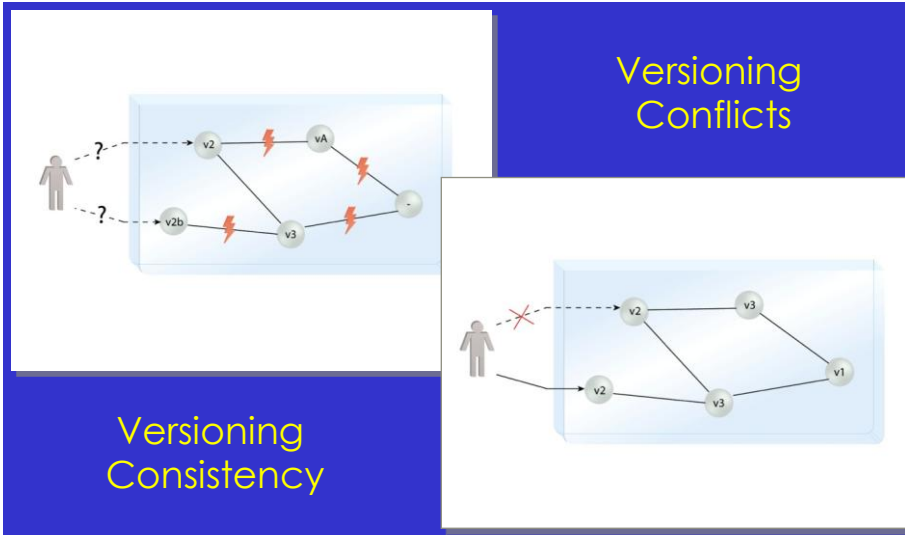 Versioning
Conflicts
?
v2
vA
-
?
v2b
v3
v2
v3
v1
v2
v3
Versioning
Consistency